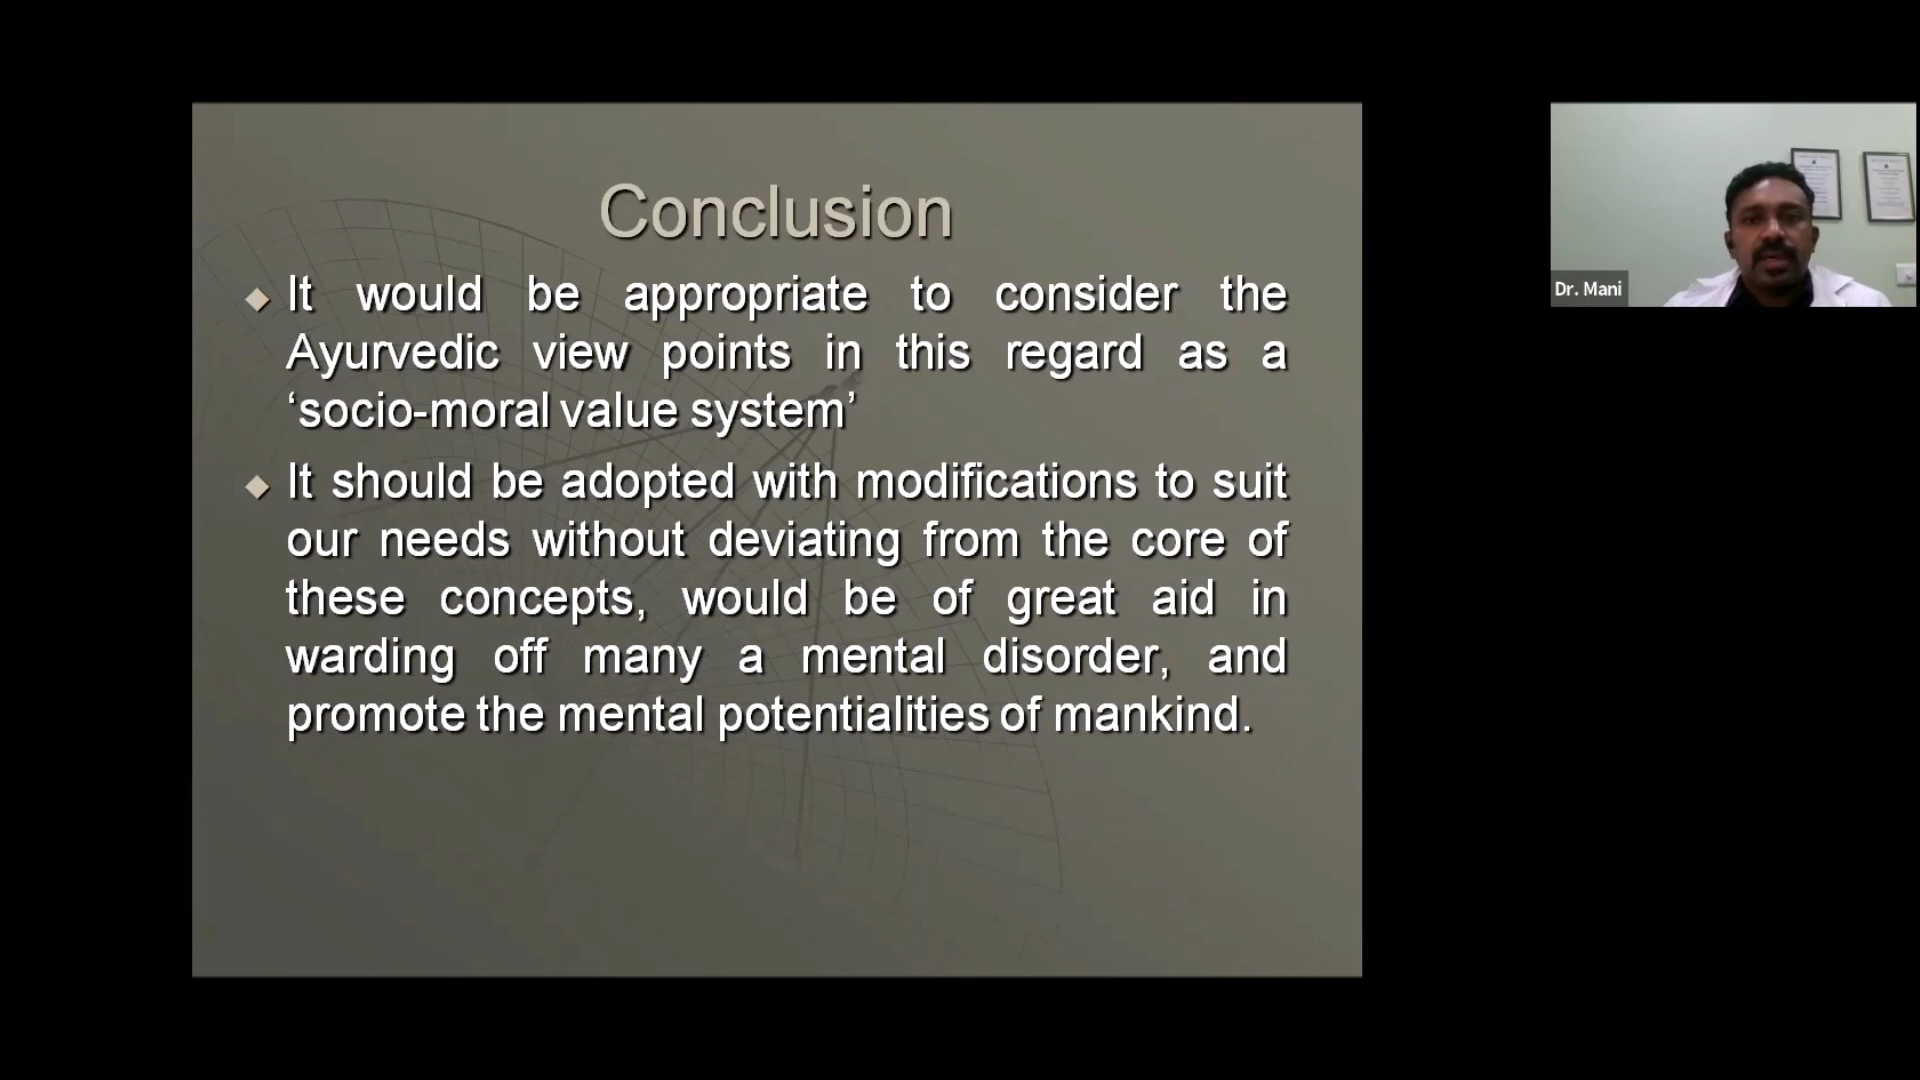 Conclusion
It would be appropriate to consider the
Ayurvedic view points in this regard as a
‘socio-moral value system’
It should be adopted with modifications to suit
our needs without deviating from the core of
these concepts, would be of great aid in
warding off many a mental disorder, and
promote the mental potentialities of mankind.
Dr. Mani